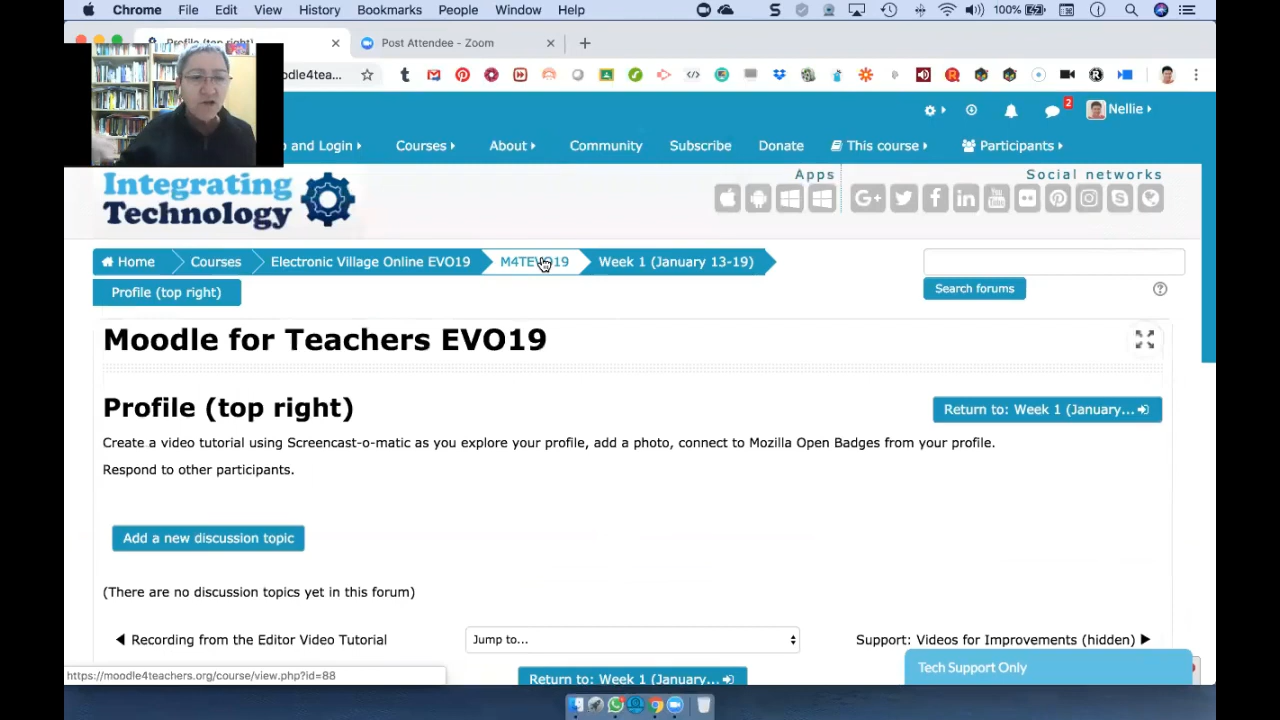 Chrome File Edit View History Bookmarks People Window Help 100%
Profile (top right) Post Attendee - Zoom
dle4tea...
Nellie 2
and Login Courses About Community Subscribe Donate This course Participants
Apps Social networks
Integrating
Technology
Home Courses Electronic Village Online EVO19 M4TEVO19 Week 1 (January 13-19)
Profile (top right) Search forums
Moodle for Teachers EVO19
Profile (top right) Return to: Week 1 (January...
Create a video tutorial using Screencast-o-matic as you explore your profile, add a photo, connect to Mozilla Open Badges from your profile.
Respond to other participants.
Add a new discussion topic
(There are no discussion topics yet in this forum)
Recording from the Editor Video Tutorial Jump to... Support: Videos for Improvements (hidden)
https://moodle4teachers.org/course/view.php?id=88 Return to: Week 1 (January... Tech Support Only